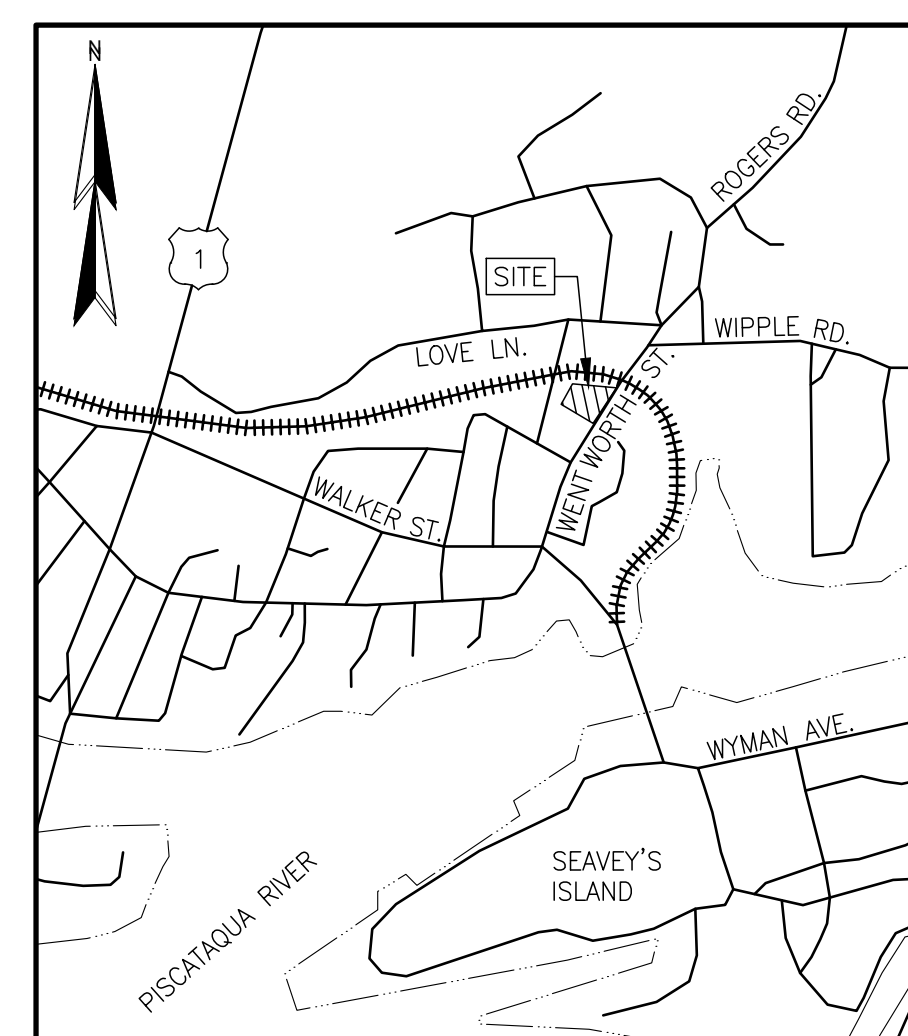 N
ROGERS RD.
1
SITE
WIPPLE RD.
LOVE LN.
WENTWORTH ST.
WALKER ST.
WYMAN AVE.
SEAVEY'S
ISLAND
PISCATAQUA RIVER